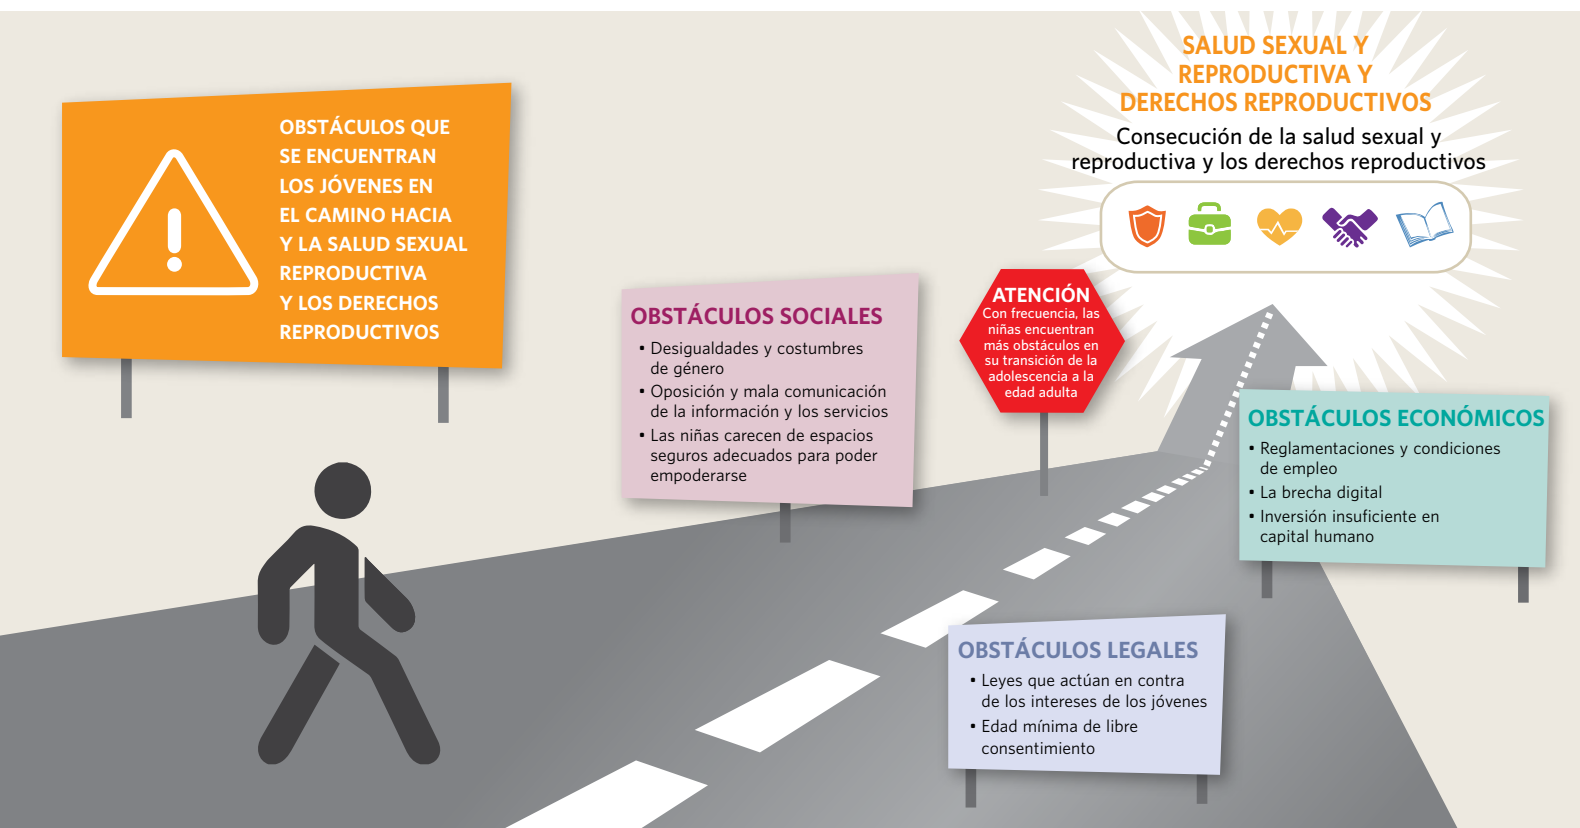 OBSTÁCULOS QUE
SE ENCUENTRAN
LOS JÓVENES EN
EL CAMINO HACIA
Y LA SALUD SEXUAL
REPRODUCTIVA
Y LOS DERECHOS
REPRODUCTIVOS
SALUD SEXUAL Y
REPRODUCTIVA Y
DERECHOS REPRODUCTIVOS
Consecución de la salud sexual y
reproductiva y los derechos reproductivos
OBSTÁCULOS SOCIALES
• Desigualdades y costumbres
de género
• Oposición y mala comunicación
de la información y los servicios
• Las niñas carecen de espacios
seguros adecuados para poder
empoderarse
ATENCIÓN
Con frecuencia, las
niñas encuentran
más obstáculos en
su transición de la
adolescencia a la
edad adulta
OBSTÁCULOS ECONÓMICOS
• Reglamentaciones y condiciones
de empleo
• La brecha digital
• Inversión insuficiente en
capital humano
OBSTÁCULOS LEGALES
• Leyes que actúan en contra
de los intereses de los jóvenes
• Edad mínima de libre
consentimiento